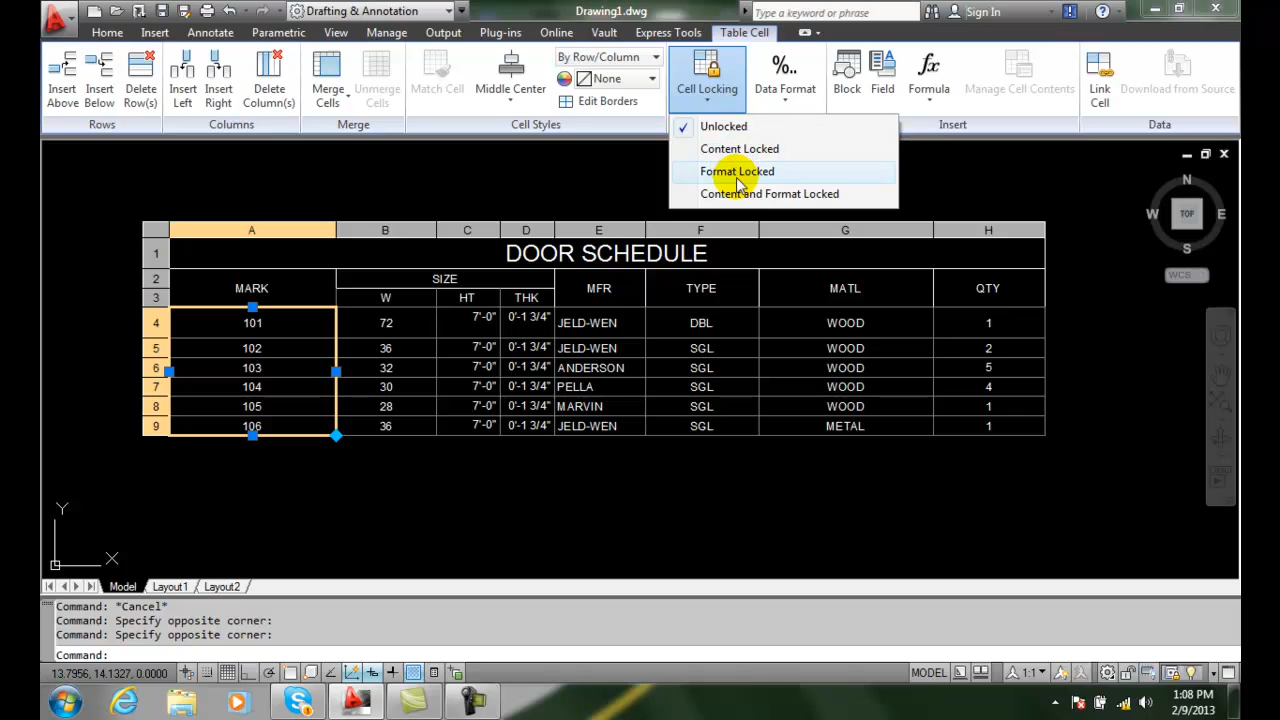 Drafting & Annotation
Drawing1.dwg
Type a keyword or phrase
Sign In
Home Insert Annotate Parametric View Manage Output Plug-ins Online Vault Express Tools Table Cell
Insert Above
Insert Below
Delete Row(s)
Insert Left
Insert Right
Delete Column(s)
Merge Cells
Unmerge Cells
Match Cell
Middle Center
By Row/Column
None
Edit Borders
Cell Locking
%..
Data Format
Block
Field
fx
Formula
Manage Cell Contents
Link Cell
Download from Source
Rows Columns Merge Cell Styles Insert Data
Unlocked
Content Locked
Format Locked
Content and Format Locked
N
W TOP E
S
WCS
A B C D E F G H
1 DOOR SCHEDULE
2 MARK SIZE MFR TYPE MATL QTY
3 W HT THK
4 101 72 7'-0" 0'-1 3/4" JELD-WEN DBL WOOD 1
5 102 36 7'-0" 0'-1 3/4" JELD-WEN SGL WOOD 2
6 103 32 7'-0" 0'-1 3/4" ANDERSON SGL WOOD 5
7 104 30 7'-0" 0'-1 3/4" PELLA SGL WOOD 4
8 105 28 7'-0" 0'-1 3/4" MARVIN SGL WOOD 1
9 106 36 7'-0" 0'-1 3/4" JELD-WEN SGL METAL 1
Y
X
Model Layout1 Layout2
Command: *Cancel*
Command: Specify opposite corner:
Command: Specify opposite corner:
Command:
13.7956, 14.1327, 0.0000
MODEL
1:1
1:08 PM
2/9/2013